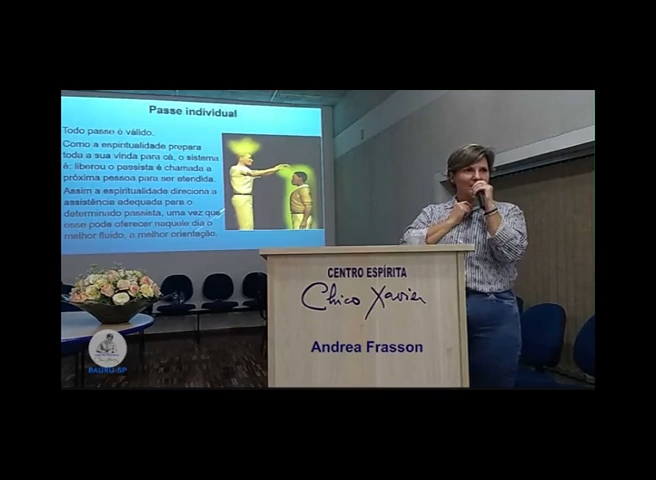 Passe individual
Todo passe é válido.
Como a espiritualidade prepara
toda a sua vinda para cá, o sistema
é: liberou o passista é chamada a
próxima pessoa para ser atendida.
Assim a espiritualidade direciona a
assistência adequada para o
determinado passista, uma vez que
esse pode oferecer naquele dia o
melhor fluido, a melhor orientação.
CENTRO ESPÍRITA
Chico Xavier
Andrea Frasson
BAURU-SP